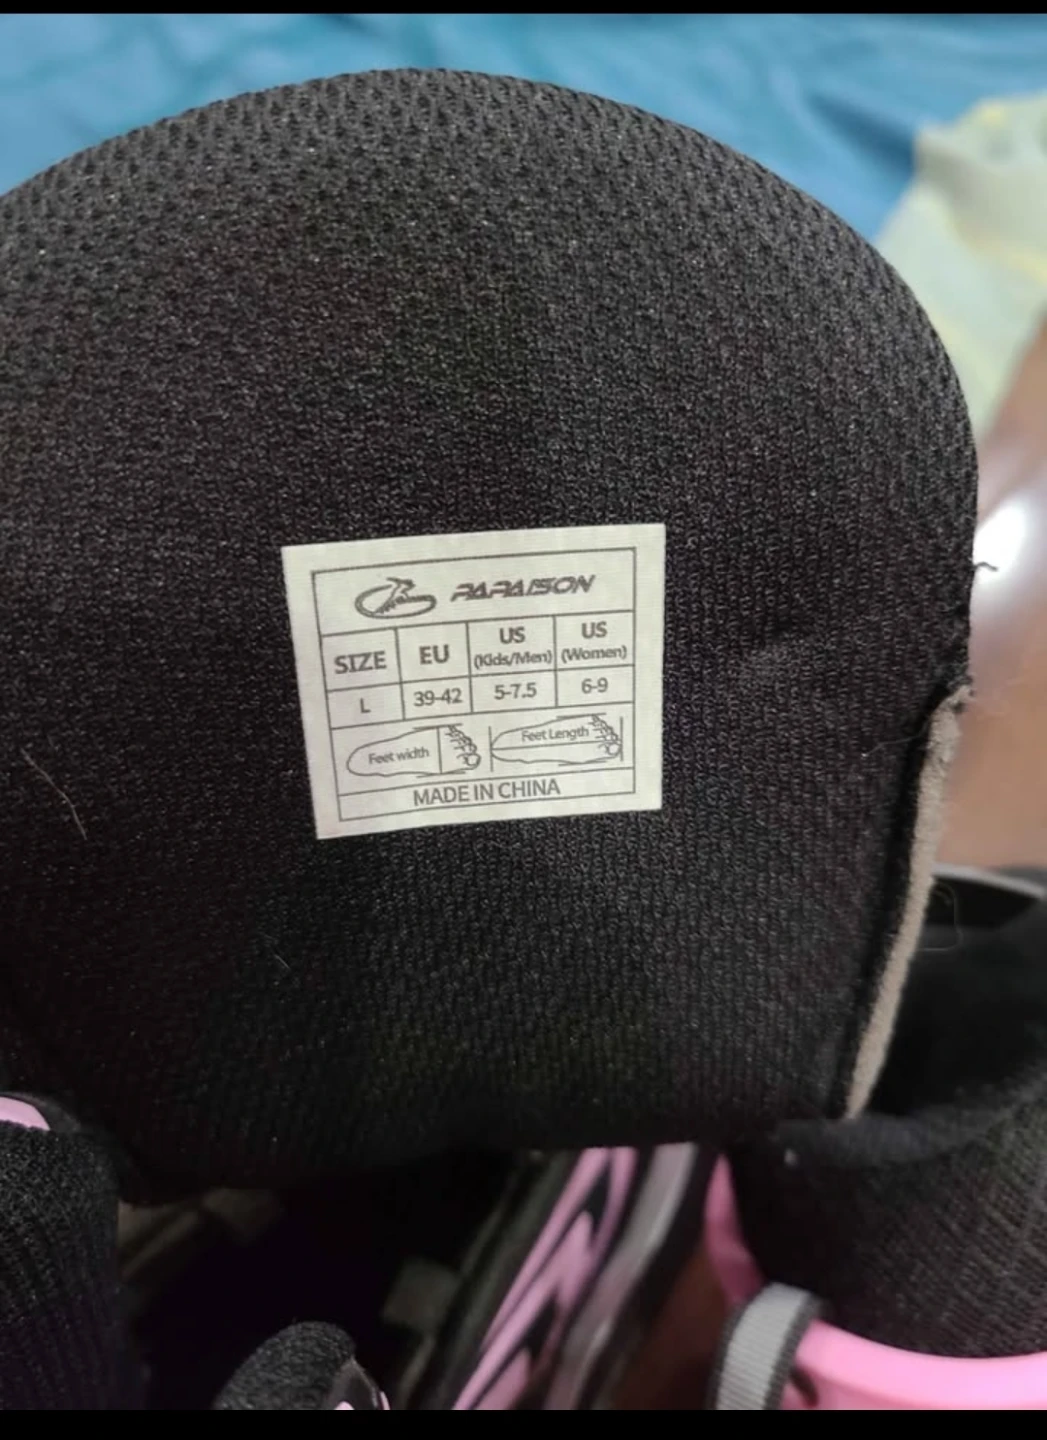 PAPAISON
SIZE EU US (Kids/Men) US (Women)
L 39-42 5-7.5 6-9
Feet width Feet Length
MADE IN CHINA